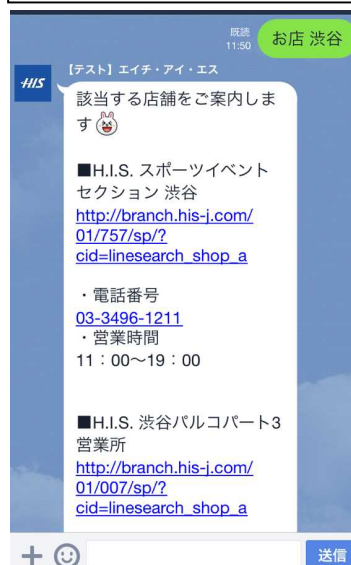 既読
11:50
お店 渋谷
【テスト】エイチ・アイ・エス
HIS
該当する店舗をご案内しま
す
■H.I.S. スポーツイベント
セクション 渋谷
http://branch.his-j.com/
01/757/sp/?
cid=linesearch_shop_a
・電話番号
03-3496-1211
・営業時間
11：00～19：00
■H.I.S. 渋谷パルコパート3
営業所
http://branch.his-j.com/
01/007/sp/?
cid=linesearch_shop_a
送信